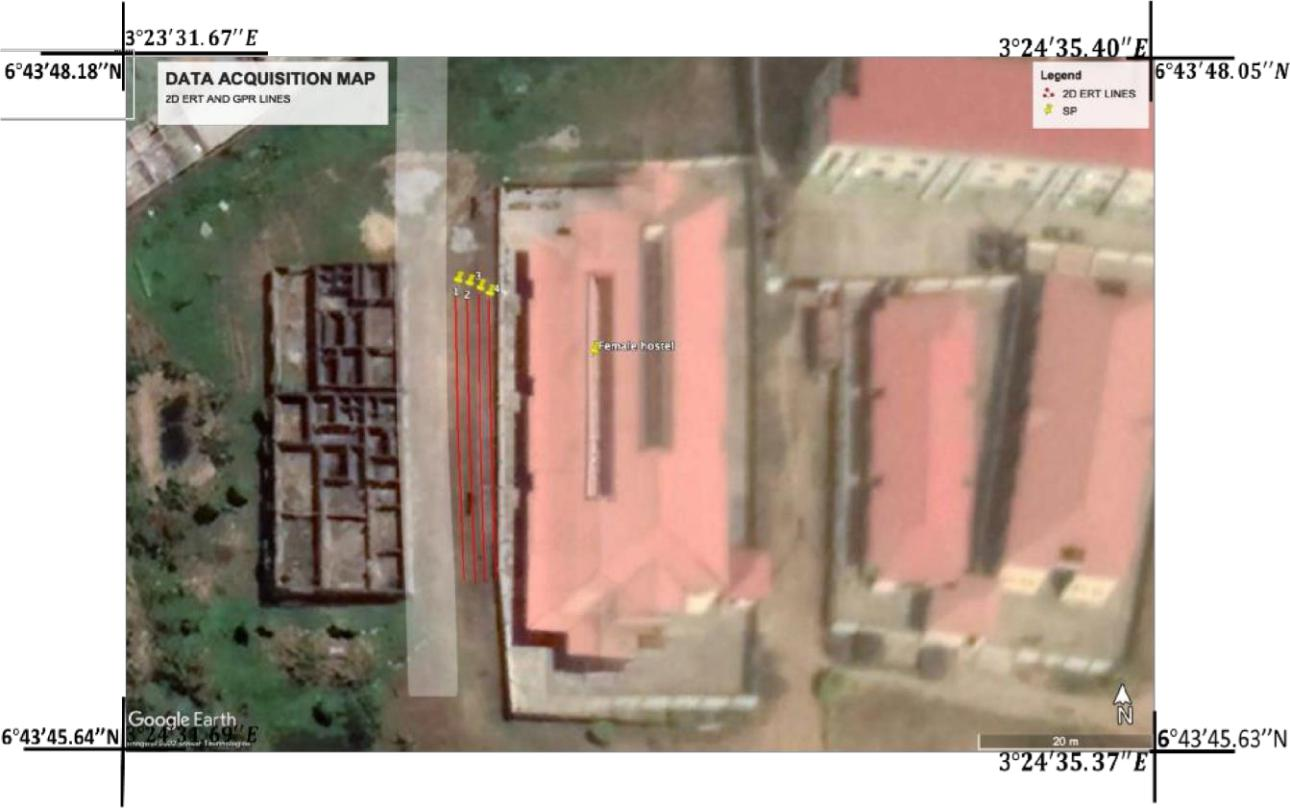 3°23′31.67″E
3°24′35.40″E
6°43′48.18″N
6°43′48.05″N
DATA ACQUISITION MAP
2D ERT AND GPR LINES
Legend
2D ERT LINES
SP
3
4
1 2
Female hostel
N
Google Earth
6°43′45.64″N
3°24′31.69″E
20 m
6°43′45.63″N
3°24′35.37″E